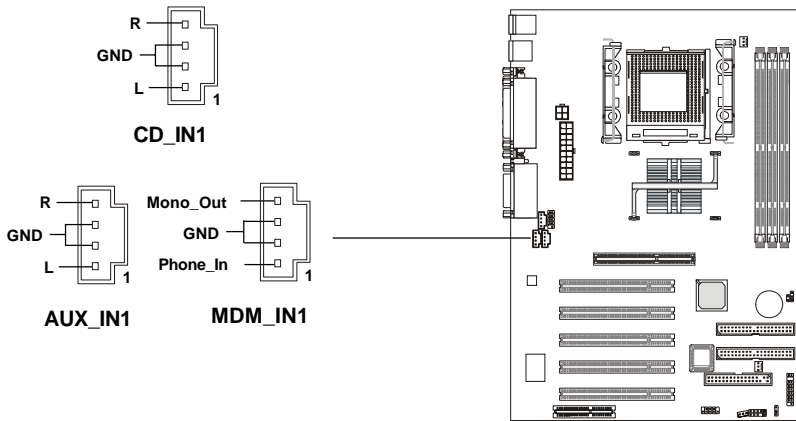 R
GND
L
1
CD_IN1
R
GND
L
1
AUX_IN1
Mono_Out
GND
Phone_In
1
MDM_IN1